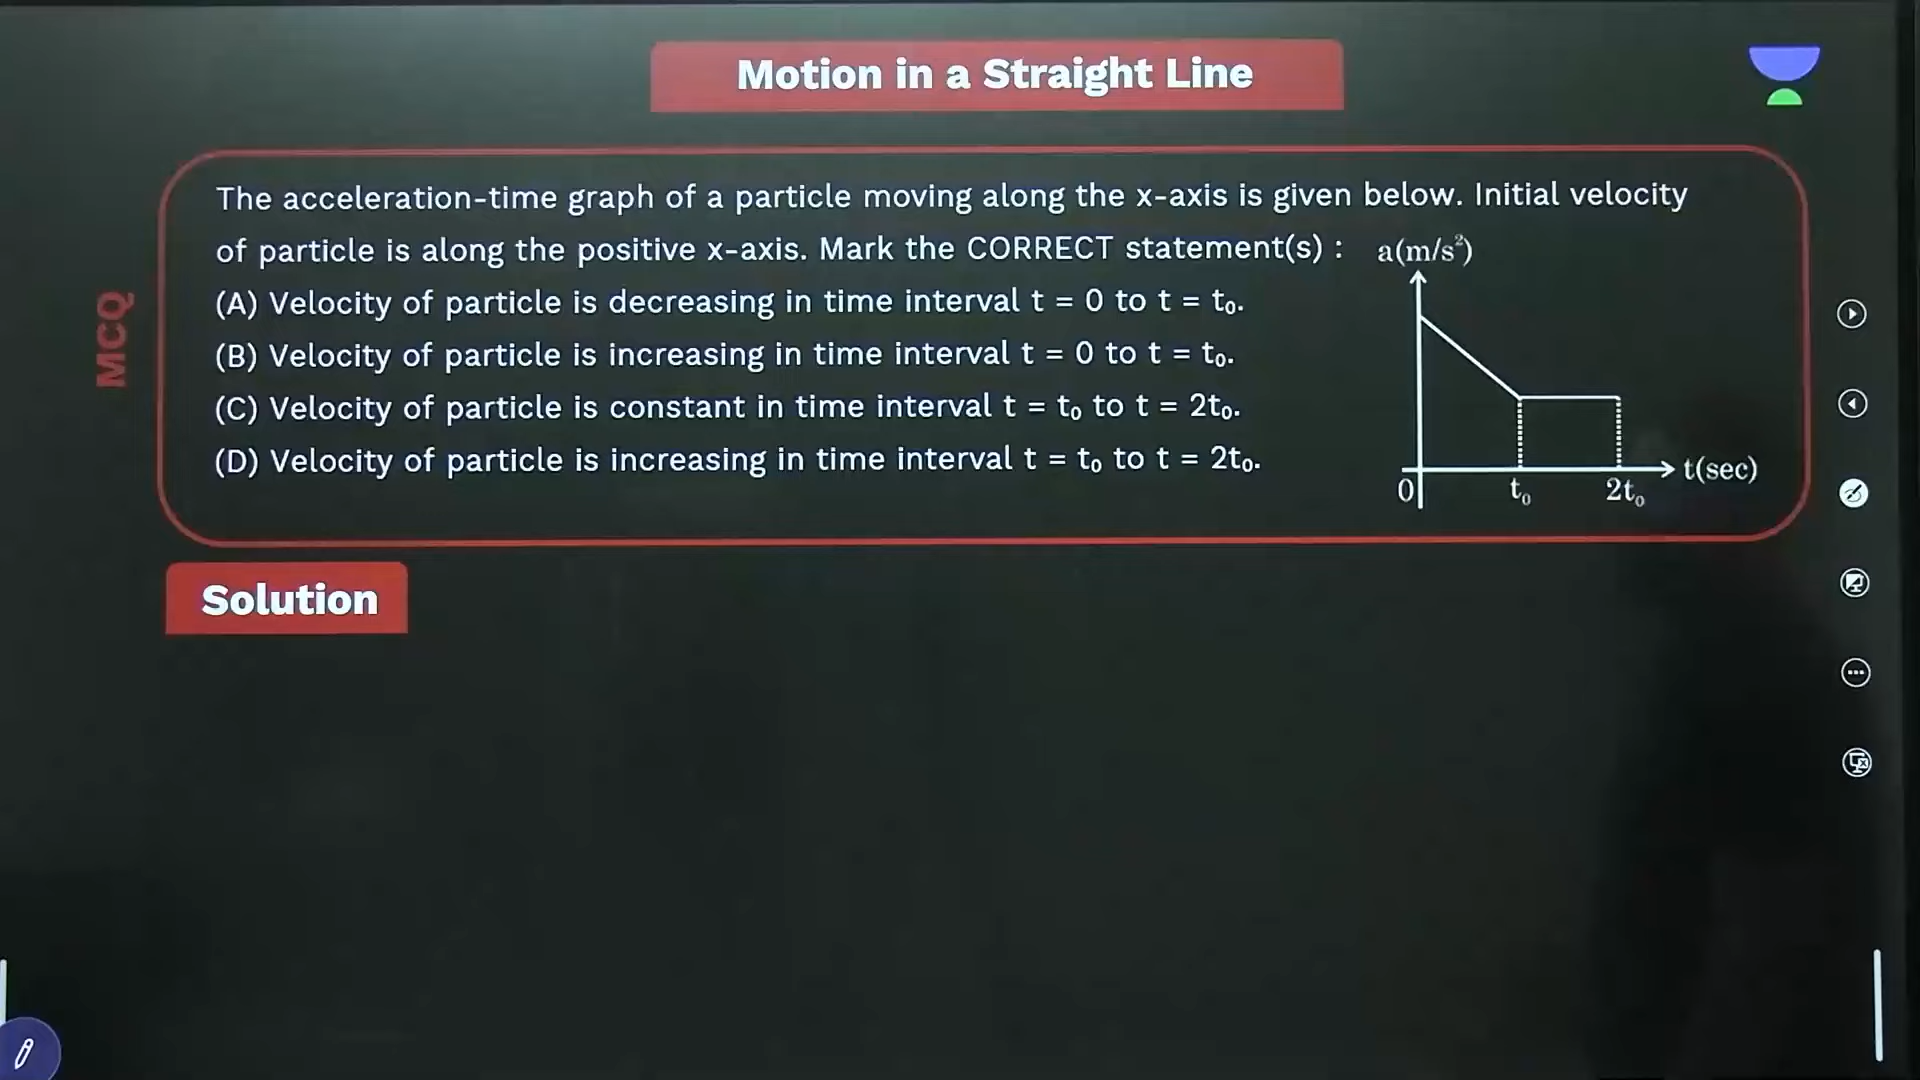 Motion in a Straight Line
MCQ
The acceleration-time graph of a particle moving along the x-axis is given below. Initial velocity
of particle is along the positive x-axis. Mark the CORRECT statement(s) :
(A) Velocity of particle is decreasing in time interval t = 0 to t = t₀.
(B) Velocity of particle is increasing in time interval t = 0 to t = t₀.
(C) Velocity of particle is constant in time interval t = t₀ to t = 2t₀.
(D) Velocity of particle is increasing in time interval t = t₀ to t = 2t₀.
a(m/s²)
t(sec)
0 t₀ 2t₀
Solution